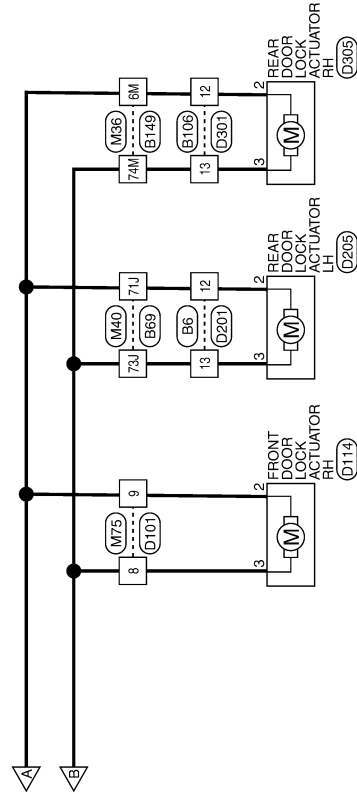 A
B
8
9
M75
D101
3
2
FRONT
DOOR
LOCK
ACTUATOR
RH
D114
M
73J
71J
M40
B69
13
12
B6
D201
3
2
REAR
DOOR
LOCK
ACTUATOR
LH
D205
M
74M
6M
M36
B149
13
12
B106
D301
3
2
REAR
DOOR
LOCK
ACTUATOR
RH
D305
M